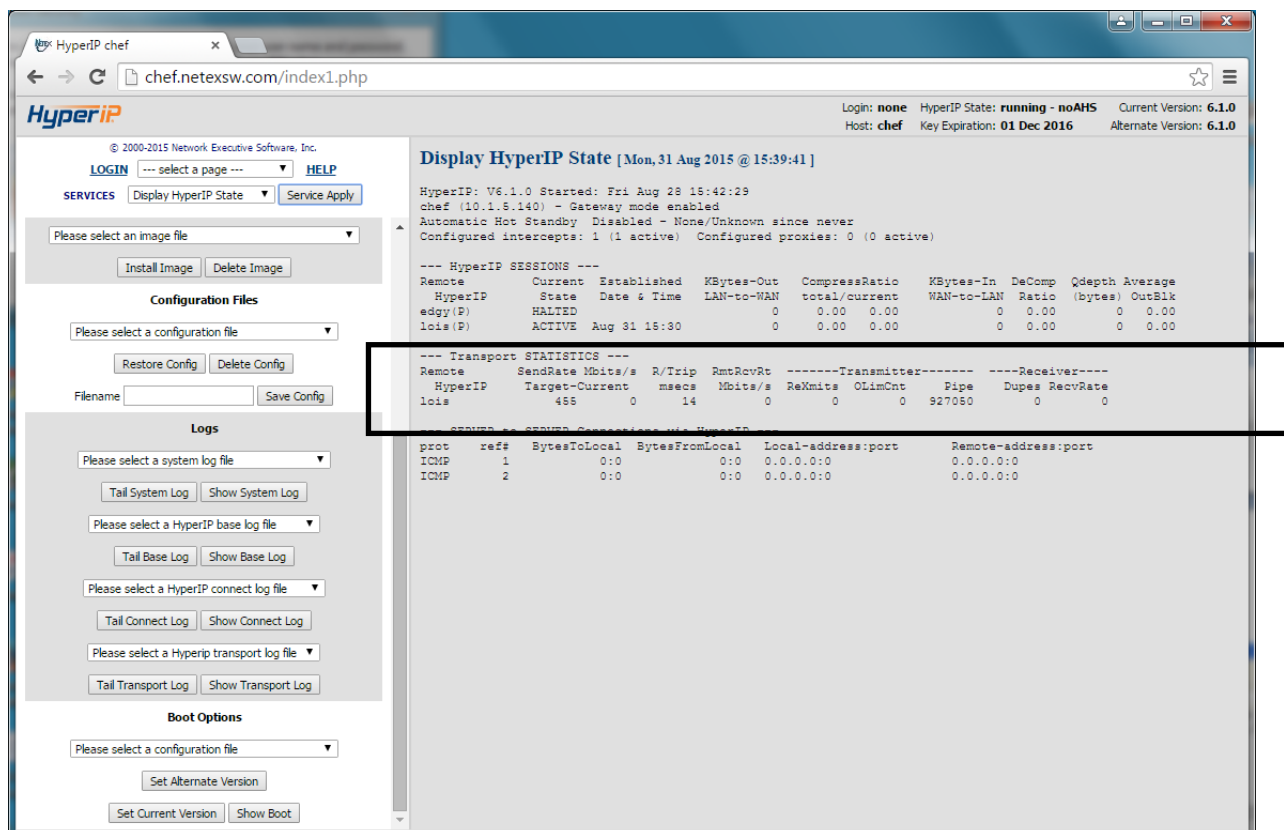 HyperIP chef
chef.netexsw.com/index1.php
HyperIP
Login: none HyperIP State: running - noAHS Current Version: 6.1.0
Host: chef Key Expiration: 01 Dec 2016 Alternate Version: 6.1.0
© 2000-2015 Network Executive Software, Inc.
LOGIN --- select a page --- HELP
SERVICES Display HyperIP State Service Apply
Please select an image file
Install Image Delete Image
Configuration Files
Please select a configuration file
Restore Config Delete Config
Filename Save Config
Logs
Please select a system log file
Tail System Log Show System Log
Please select a HyperIP base log file
Tail Base Log Show Base Log
Please select a HyperIP connect log file
Tail Connect Log Show Connect Log
Please select a Hyperip transport log file
Tail Transport Log Show Transport Log
Boot Options
Please select a configuration file
Set Alternate Version
Set Current Version Show Boot
Display HyperIP State [ Mon, 31 Aug 2015 @ 15:39:41 ]
HyperIP: V6.1.0 Started: Fri Aug 28 15:42:29
chef (10.1.5.140) - Gateway mode enabled
Automatic Hot Standby Disabled - None/Unknown since never
Configured intercepts: 1 (1 active) Configured proxies: 0 (0 active)
--- HyperIP SESSIONS ---
Remote Current Established KBytes-Out CompressRatio KBytes-In DeComp Qdepth Average
HyperIP State Date & Time LAN-to-WAN total/current WAN-to-LAN Ratio (bytes) OutBlk
edgy(P) HALTED 0 0.00 0.00 0 0.00 0 0.00
lois(P) ACTIVE Aug 31 15:30 0 0.00 0.00 0 0.00 0 0.00
--- Transport STATISTICS ---
Remote SendRate Mbits/s R/Trip RmtRcvRt -------Transmitter------- ----Receiver----
HyperIP Target-Current msecs Mbits/s ReXmits OLimCnt Pipe Dupes RecvRate
lois 455 0 14 0 0 0 927050 0 0
--- SERVER to SERVER Connections via HyperIP ---
prot ref# BytesToLocal BytesFromLocal Local-address:port Remote-address:port
ICMP 1 0:0 0:0 0.0.0.0:0 0.0.0.0:0
ICMP 2 0:0 0:0 0.0.0.0:0 0.0.0.0:0